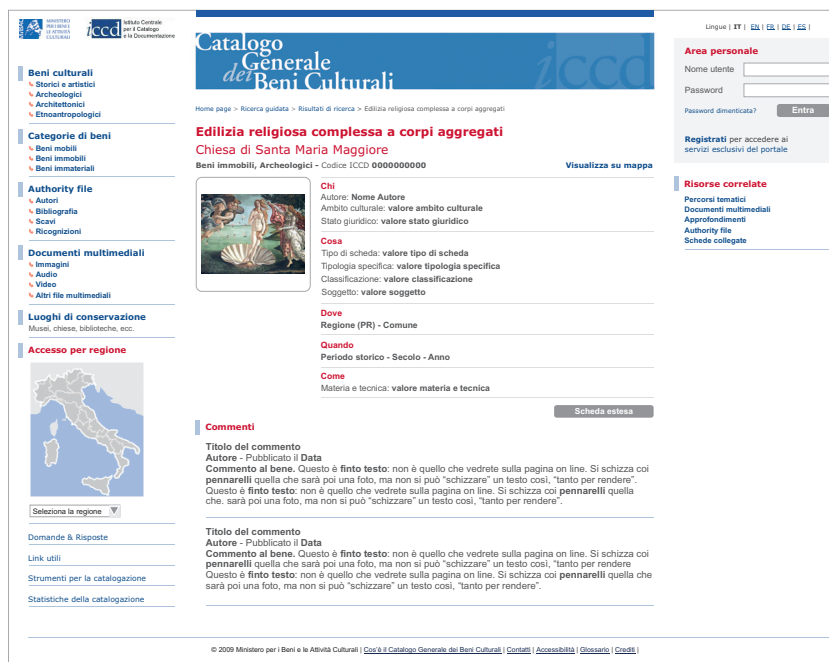 MINISTERO
PER I BENI E
LE ATTIVITÀ
CULTURALI
iccd
Istituto Centrale
per il Catalogo
e la Documentazione
Catalogo
Generale
dei Beni Culturali
iccd
Lingue | IT | EN | FR | DE | ES |
Beni culturali
Storici e artistici
Archeologici
Architettonici
Etnoantropologici
Categorie di beni
Beni mobili
Beni immobili
Beni immateriali
Authority file
Autori
Bibliografia
Scavi
Ricognizioni
Documenti multimediali
Immagini
Audio
Video
Altri file multimediali
Luoghi di conservazione
Musei, chiese, biblioteche, ecc.
Accesso per regione
Seleziona la regione
Domande & Risposte
Link utili
Strumenti per la catalogazione
Statistiche della catalogazione
Home page > Ricerca guidata > Risultati di ricerca > Edilizia religiosa complessa a corpi aggregati
Edilizia religiosa complessa a corpi aggregati
Chiesa di Santa Maria Maggiore
Beni immobili, Archeologici - Codice ICCD 0000000000
Visualizza su mappa
Chi
Autore: Nome Autore
Ambito culturale: valore ambito culturale
Stato giuridico: valore stato giuridico
Cosa
Tipo di scheda: valore tipo di scheda
Tipologia specifica: valore tipologia specifica
Classificazione: valore classificazione
Soggetto: valore soggetto
Dove
Regione (PR) - Comune
Quando
Periodo storico - Secolo - Anno
Come
Materia e tecnica: valore materia e tecnica
Scheda estesa
Commenti
Titolo del commento
Autore - Pubblicato il Data
Commento al bene. Questo è finto testo: non è quello che vedrete sulla pagina on line. Si schizza coi
pennarelli quella che sarà poi una foto, ma non si può “schizzare” un testo così, “tanto per rendere”.
Questo è finto testo: non è quello che vedrete sulla pagina on line. Si schizza coi pennarelli quella
che. sarà poi una foto, ma non si può “schizzare” un testo così, “tanto per rendere”.
Titolo del commento
Autore - Pubblicato il Data
Commento al bene. Questo è finto testo: non è quello che vedrete sulla pagina on line. Si schizza coi
pennarelli quella che sarà poi una foto, ma non si può “schizzare” un testo così, “tanto per rendere
Questo è finto testo: non è quello che vedrete sulla pagina on line. Si schizza coi pennarelli quella che
sarà poi una foto, ma non si può “schizzare” un testo così, “tanto per rendere”.
Area personale
Nome utente
Password
Password dimenticata?
Entra
Registrati per accedere ai
servizi esclusivi del portale
Risorse correlate
Percorsi tematici
Documenti multimediali
Approfondimenti
Authority file
Schede collegate
© 2009 Ministero per i Beni e le Attività Culturali | Cos'è il Catalogo Generale dei Beni Culturali | Contatti | Accessibilità | Glossario | Crediti |